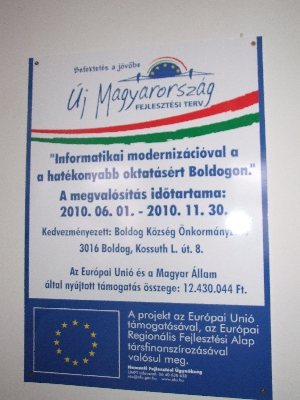 Befektetés a jövőbe
Új Magyarország
FEJLESZTÉSI TERV
"Informatikai modernizációval a
a hatékonyabb oktatásért Boldogon."
A megvalósítás időtartama:
2010. 06. 01. - 2010. 11. 30.
Kedvezményezett: Boldog Község
3016 Boldog, Kossuth L. út 8.
Az Európai Unió és a Magyar Állam
által nyújtott támogatás összege: 12.430.044 Ft.
A projekt az Európai Unió
támogatásával, az Európai
Regionális Fejlesztési Alap
társfinanszírozásával
valósul meg.
Nemzeti Fejlesztési Ügynökség